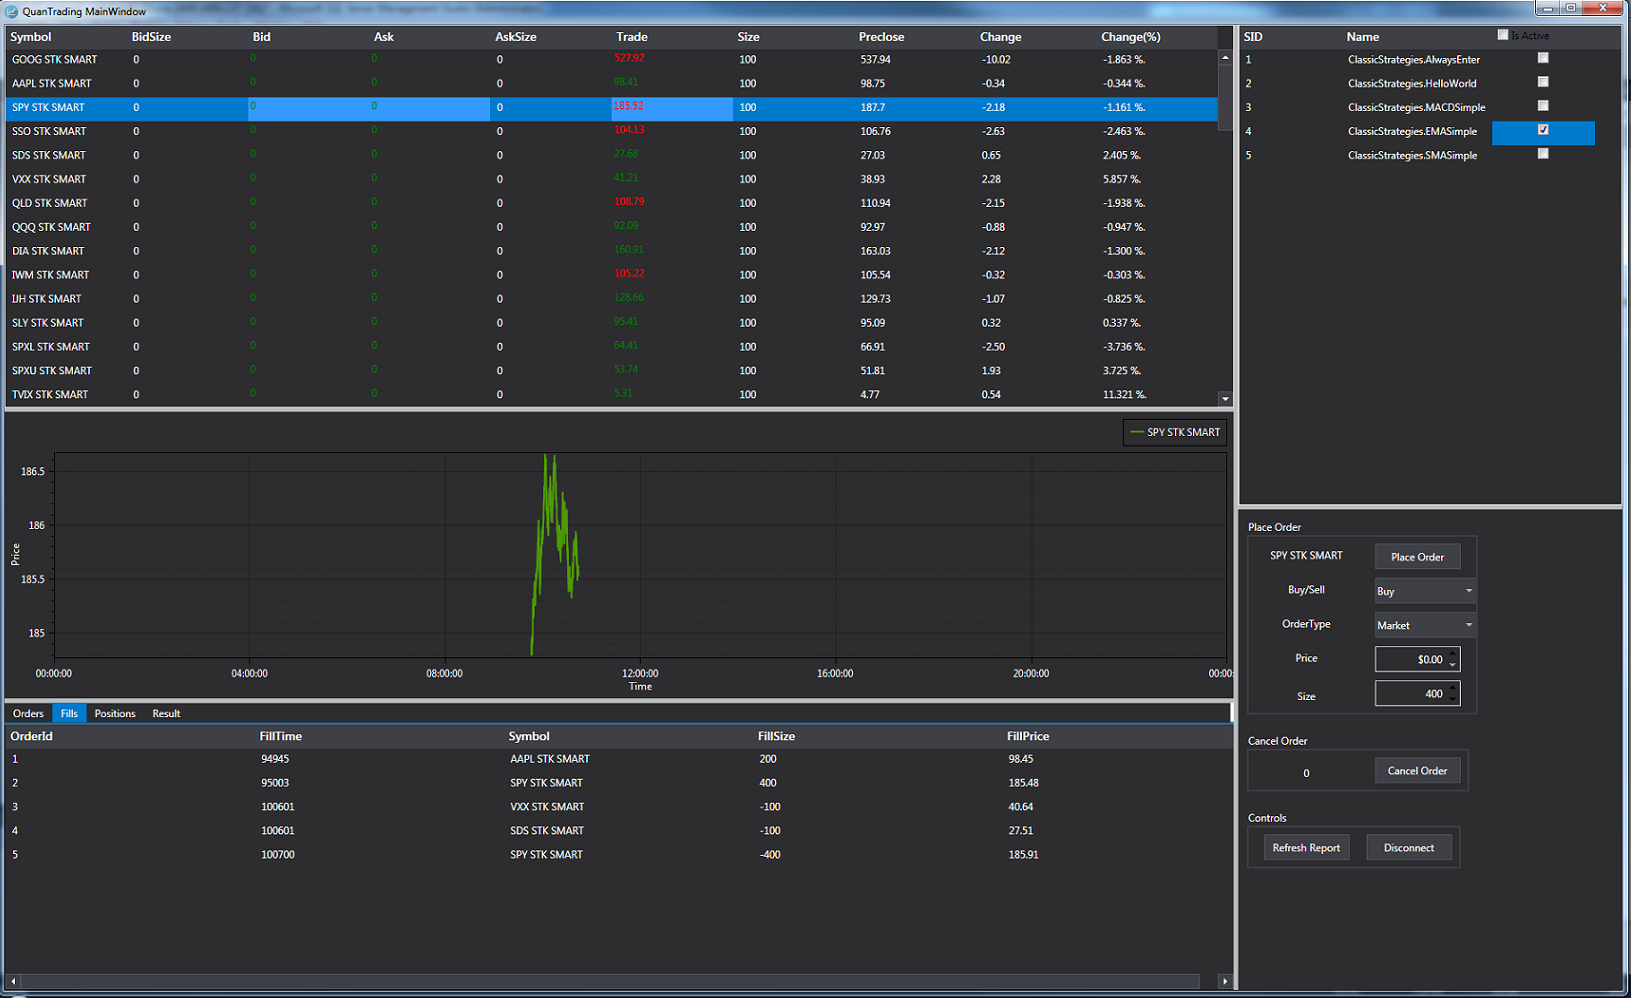 QuanTrading MainWindow
Symbol BidSize Bid Ask AskSize Trade Size Preclose Change Change(%)
GOOG STK SMART 0 0 0 0 527.92 100 537.94 -10.02 -1.863 %.
AAPL STK SMART 0 0 0 0 98.41 100 98.75 -0.34 -0.344 %.
SPY STK SMART 0 0 0 0 185.52 100 187.7 -2.18 -1.161 %.
SSO STK SMART 0 0 0 0 104.13 100 106.76 -2.63 -2.463 %.
SDS STK SMART 0 0 0 0 27.68 100 27.03 0.65 2.405 %.
VXX STK SMART 0 0 0 0 41.21 100 38.93 2.28 5.857 %.
QLD STK SMART 0 0 0 0 108.79 100 110.94 -2.15 -1.938 %.
QQQ STK SMART 0 0 0 0 92.09 100 92.97 -0.88 -0.947 %.
DIA STK SMART 0 0 0 0 160.91 100 163.03 -2.12 -1.300 %.
IWM STK SMART 0 0 0 0 105.22 100 105.54 -0.32 -0.303 %.
IJH STK SMART 0 0 0 0 128.66 100 129.73 -1.07 -0.825 %.
SLY STK SMART 0 0 0 0 95.41 100 95.09 0.32 0.337 %.
SPXL STK SMART 0 0 0 0 64.41 100 66.91 -2.50 -3.736 %.
SPXU STK SMART 0 0 0 0 53.74 100 51.81 1.93 3.725 %.
TVIX STK SMART 0 0 0 0 5.31 100 4.77 0.54 11.321 %.
SID Name Is Active
1 ClassicStrategies.AlwaysEnter
2 ClassicStrategies.HelloWorld
3 ClassicStrategies.MACDSimple
4 ClassicStrategies.EMASimple
5 ClassicStrategies.SMASimple
SPY STK SMART
186.5
186
185.5
185
Price
00:00:00 04:00:00 08:00:00 12:00:00 16:00:00 20:00:00 00:00:
Time
Orders Fills Positions Result
OrderId FillTime Symbol FillSize FillPrice
1 94945 AAPL STK SMART 200 98.45
2 95003 SPY STK SMART 400 185.48
3 100601 VXX STK SMART -100 40.64
4 100601 SDS STK SMART -100 27.51
5 100700 SPY STK SMART -400 185.91
Place Order
SPY STK SMART Place Order
Buy/Sell Buy
OrderType Market
Price $0.00
Size 400
Cancel Order
0 Cancel Order
Controls
Refresh Report Disconnect